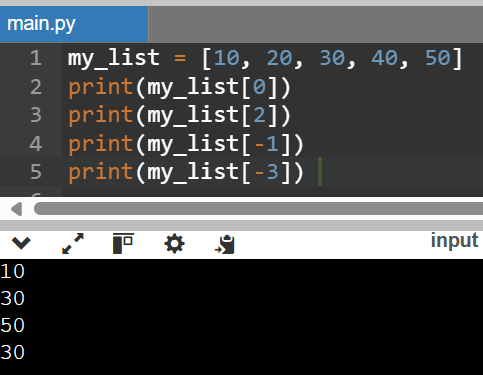 main.py
1 my_list = [10, 20, 30, 40, 50]
2 print(my_list[0])
3 print(my_list[2])
4 print(my_list[-1])
5 print(my_list[-3])
input
10
30
50
30